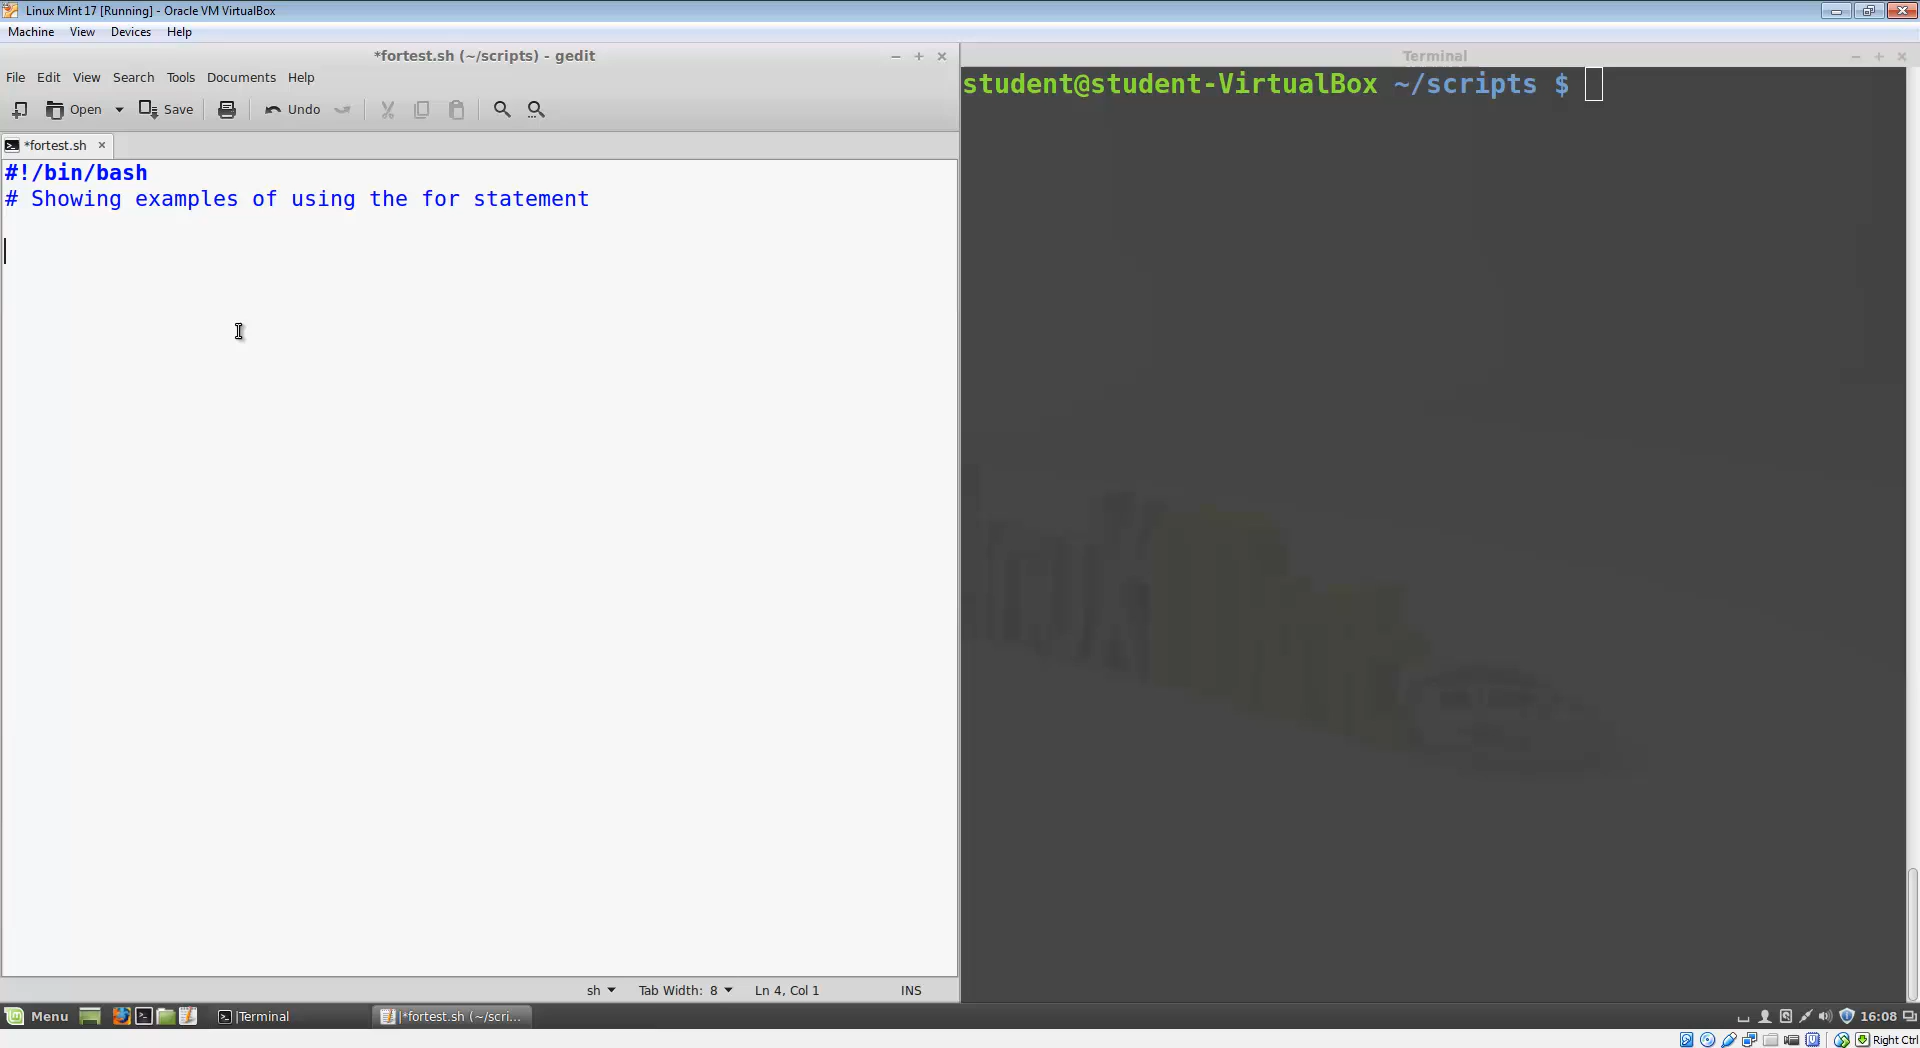 Linux Mint 17 [Running] - Oracle VM VirtualBox
Machine View Devices Help
*fortest.sh (~/scripts) - gedit
File Edit View Search Tools Documents Help
Open Save Undo
*fortest.sh
#!/bin/bash
# Showing examples of using the for statement
sh Tab Width: 8 Ln 4, Col 1 INS
Terminal
student@student-VirtualBox ~/scripts $
Menu Terminal *fortest.sh (~/scri... 16:08
Right Ctrl